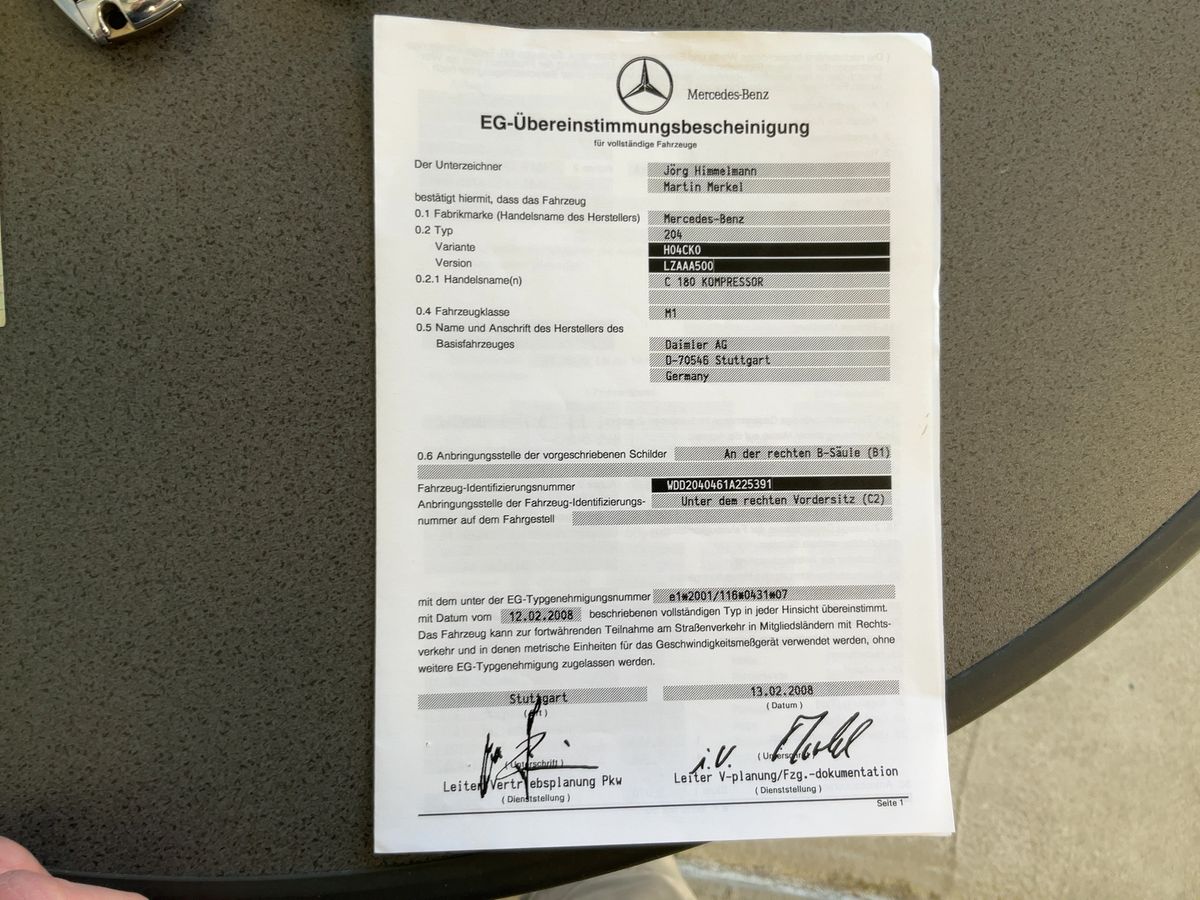 Mercedes-Benz
EG-Übereinstimmungsbescheinigung
für vollständige Fahrzeuge
Der Unterzeichner Jörg Himmelmann
Martin Merkel
bestätigt hiermit, dass das Fahrzeug
0.1 Fabrikmarke (Handelsname des Herstellers) Mercedes-Benz
0.2 Typ 204
Variante H04CK0
Version LZAAA500
0.2.1 Handelsname(n) C 180 KOMPRESSOR
0.4 Fahrzeugklasse M1
0.5 Name und Anschrift des Herstellers des
Basisfahrzeuges Daimler AG
D-70546 Stuttgart
Germany
0.6 Anbringungsstelle der vorgeschriebenen Schilder An der rechten B-Säule (B1)
Fahrzeug-Identifizierungsnummer WDD2040461A225391
Anbringungsstelle der Fahrzeug-Identifizierungs- Unter dem rechten Vordersitz (C2)
nummer auf dem Fahrgestell
mit dem unter der EG-Typgenehmigungsnummer e1*2001/116*0431*07
mit Datum vom 12.02.2008 beschriebenen vollständigen Typ in jeder Hinsicht übereinstimmt.
Das Fahrzeug kann zur fortwährenden Teilnahme am Straßenverkehr in Mitgliedsländern mit Rechts-
verkehr und in denen metrische Einheiten für das Geschwindigkeitsmeßgerät verwendet werden, ohne
weitere EG-Typgenehmigung zugelassen werden.
Stuttgart 13.02.2008
(Ort) (Datum)
i.V.
(Unterschrift) (Unterschrift)
Leiter Vertriebsplanung Pkw Leiter V-planung/Fzg.-dokumentation
(Dienststellung) (Dienststellung)
Seite 1